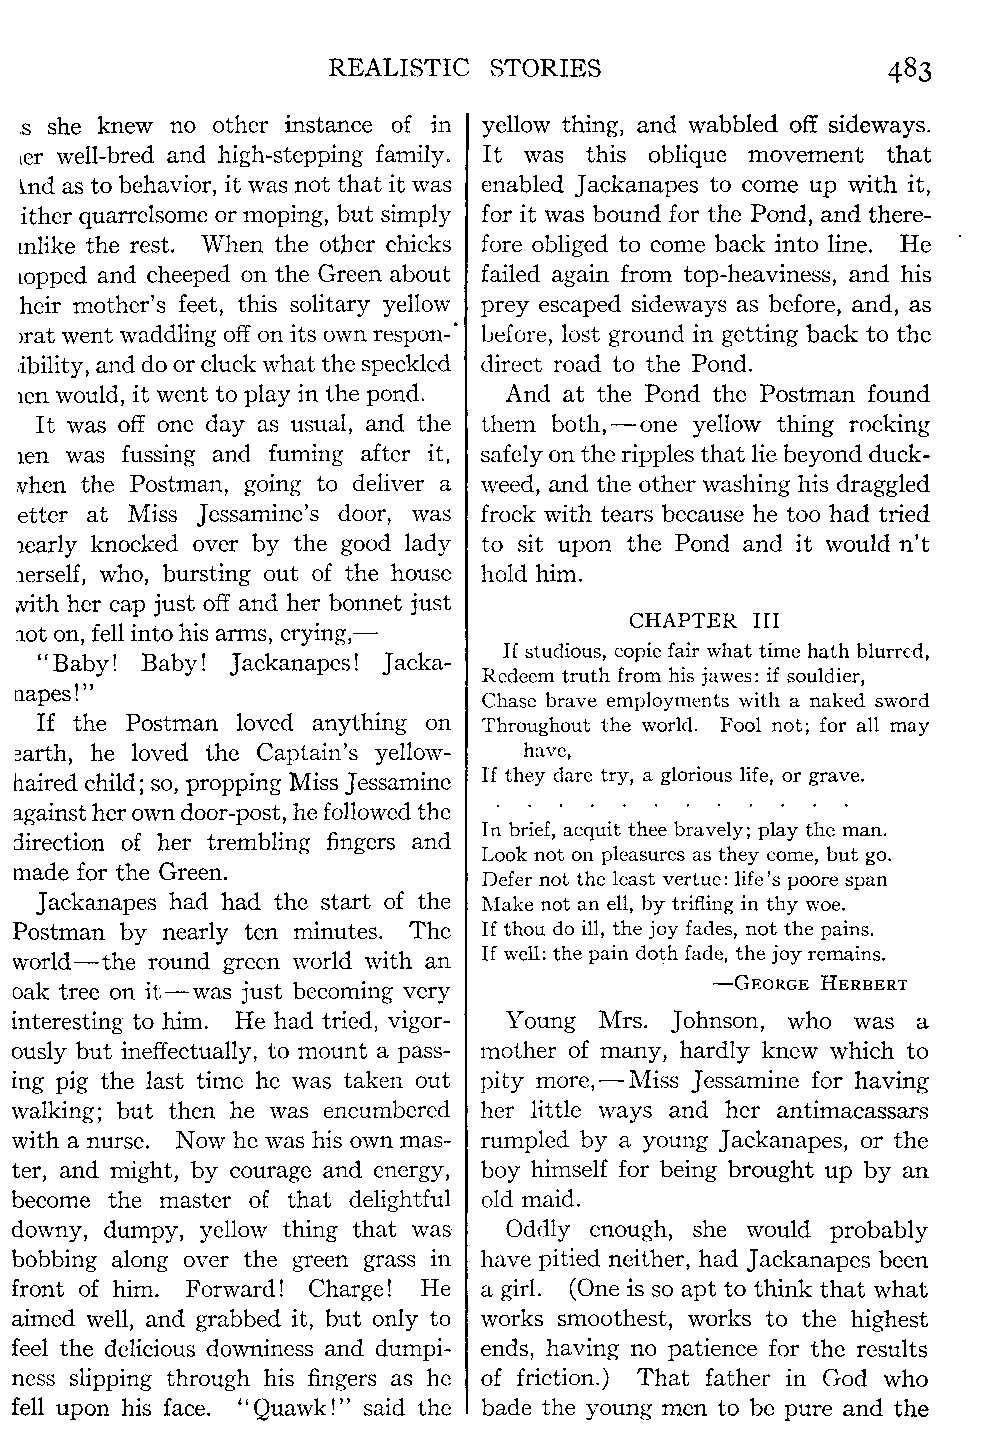 REALISTIC STORIES 483
s she knew no other instance of in
er well-bred and high-stepping family.
nd as to behavior, it was not that it was
ither quarrelsome or moping, but simply
nlike the rest. When the other chicks
opped and cheeped on the Green about
heir mother's feet, this solitary yellow
rat went waddling off on its own respon-
ibility, and do or cluck what the speckled
en would, it went to play in the pond.
It was off one day as usual, and the
en was fussing and fuming after it,
when the Postman, going to deliver a
etter at Miss Jessamine's door, was
nearly knocked over by the good lady
herself, who, bursting out of the house
with her cap just off and her bonnet just
not on, fell into his arms, crying,—
"Baby! Baby! Jackanapes! Jacka-
napes!"
If the Postman loved anything on
earth, he loved the Captain's yellow-
haired child; so, propping Miss Jessamine
against her own door-post, he followed the
direction of her trembling fingers and
made for the Green.
Jackanapes had had the start of the
Postman by nearly ten minutes. The
world—the round green world with an
oak tree on it—was just becoming very
interesting to him. He had tried, vigor-
ously but ineffectually, to mount a pass-
ing pig the last time he was taken out
walking; but then he was encumbered
with a nurse. Now he was his own mas-
ter, and might, by courage and energy,
become the master of that delightful
downy, dumpy, yellow thing that was
bobbing along over the green grass in
front of him. Forward! Charge! He
aimed well, and grabbed it, but only to
feel the delicious downiness and dumpi-
ness slipping through his fingers as he
fell upon his face. "Quawk!" said the
yellow thing, and wabbled off sideways.
It was this oblique movement that
enabled Jackanapes to come up with it,
for it was bound for the Pond, and there-
fore obliged to come back into line. He
failed again from top-heaviness, and his
prey escaped sideways as before, and, as
before, lost ground in getting back to the
direct road to the Pond.
And at the Pond the Postman found
them both,—one yellow thing rocking
safely on the ripples that lie beyond duck-
weed, and the other washing his draggled
frock with tears because he too had tried
to sit upon the Pond and it would n't
hold him.
CHAPTER III
If studious, copie fair what time hath blurred,
Redeem truth from his jawes: if souldier,
Chase brave employments with a naked sword
Throughout the world. Fool not; for all may
have,
If they dare try, a glorious life, or grave.
. . . . . . . . . . . .
In brief, acquit thee bravely; play the man.
Look not on pleasures as they come, but go.
Defer not the least vertue: life's poore span
Make not an ell, by trifling in thy woe.
If thou do ill, the joy fades, not the pains.
If well: the pain doth fade, the joy remains.
—GEORGE HERBERT
Young Mrs. Johnson, who was a
mother of many, hardly knew which to
pity more,—Miss Jessamine for having
her little ways and her antimacassars
rumpled by a young Jackanapes, or the
boy himself for being brought up by an
old maid.
Oddly enough, she would probably
have pitied neither, had Jackanapes been
a girl. (One is so apt to think that what
works smoothest, works to the highest
ends, having no patience for the results
of friction.) That father in God who
bade the young men to be pure and the